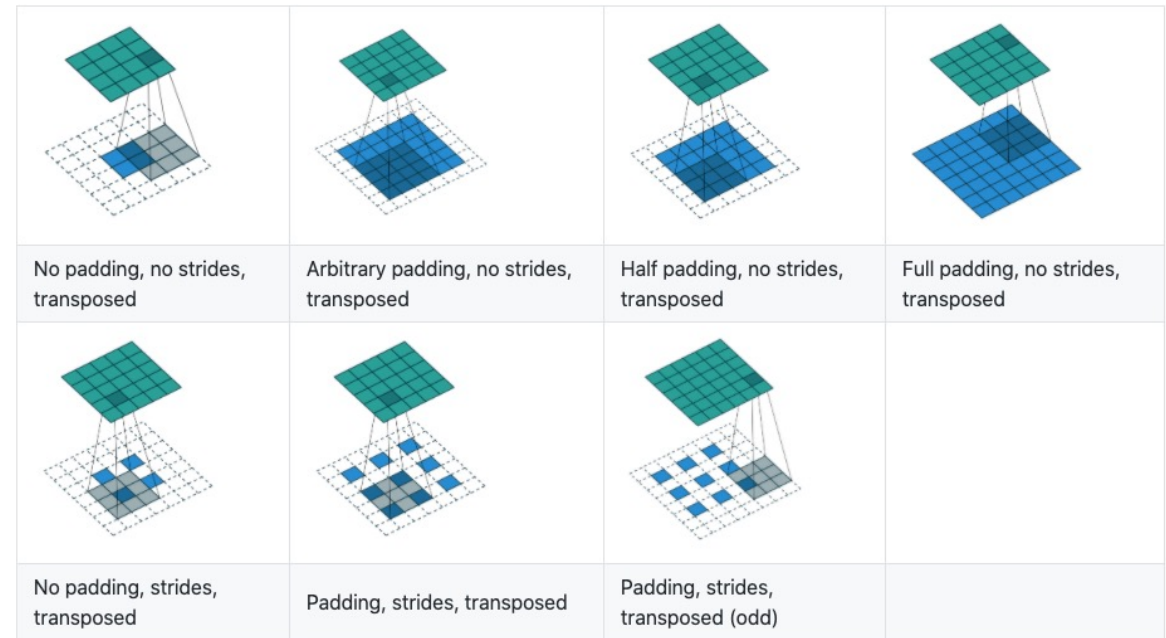 No padding, no strides,
transposed
Arbitrary padding, no strides,
transposed
Half padding, no strides,
transposed
Full padding, no strides,
transposed
No padding, strides,
transposed
Padding, strides, transposed
Padding, strides,
transposed (odd)